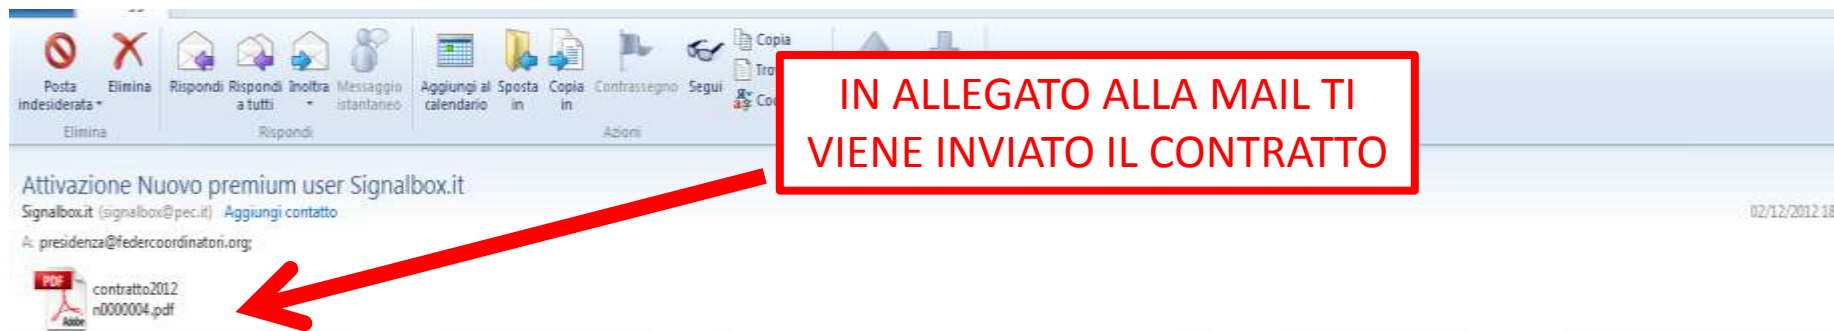 Copia
Posta indesiderata
Elimina
Rispondi
Rispondi a tutti
Inoltra
Messaggio istantaneo
Aggiungi al calendario
Sposta in
Copia in
Contrassegno
Segui
Elimina
Rispondi
Azioni
IN ALLEGATO ALLA MAIL TI
VIENE INVIATO IL CONTRATTO
Attivazione Nuovo premium user Signalbox.it
Signalbox.it (signalbox@pec.it) Aggiungi contatto
02/12/2012 18
A: presidenza@federcoordinatori.org;
PDF
contratto2012
n0000004.pdf
Adobe